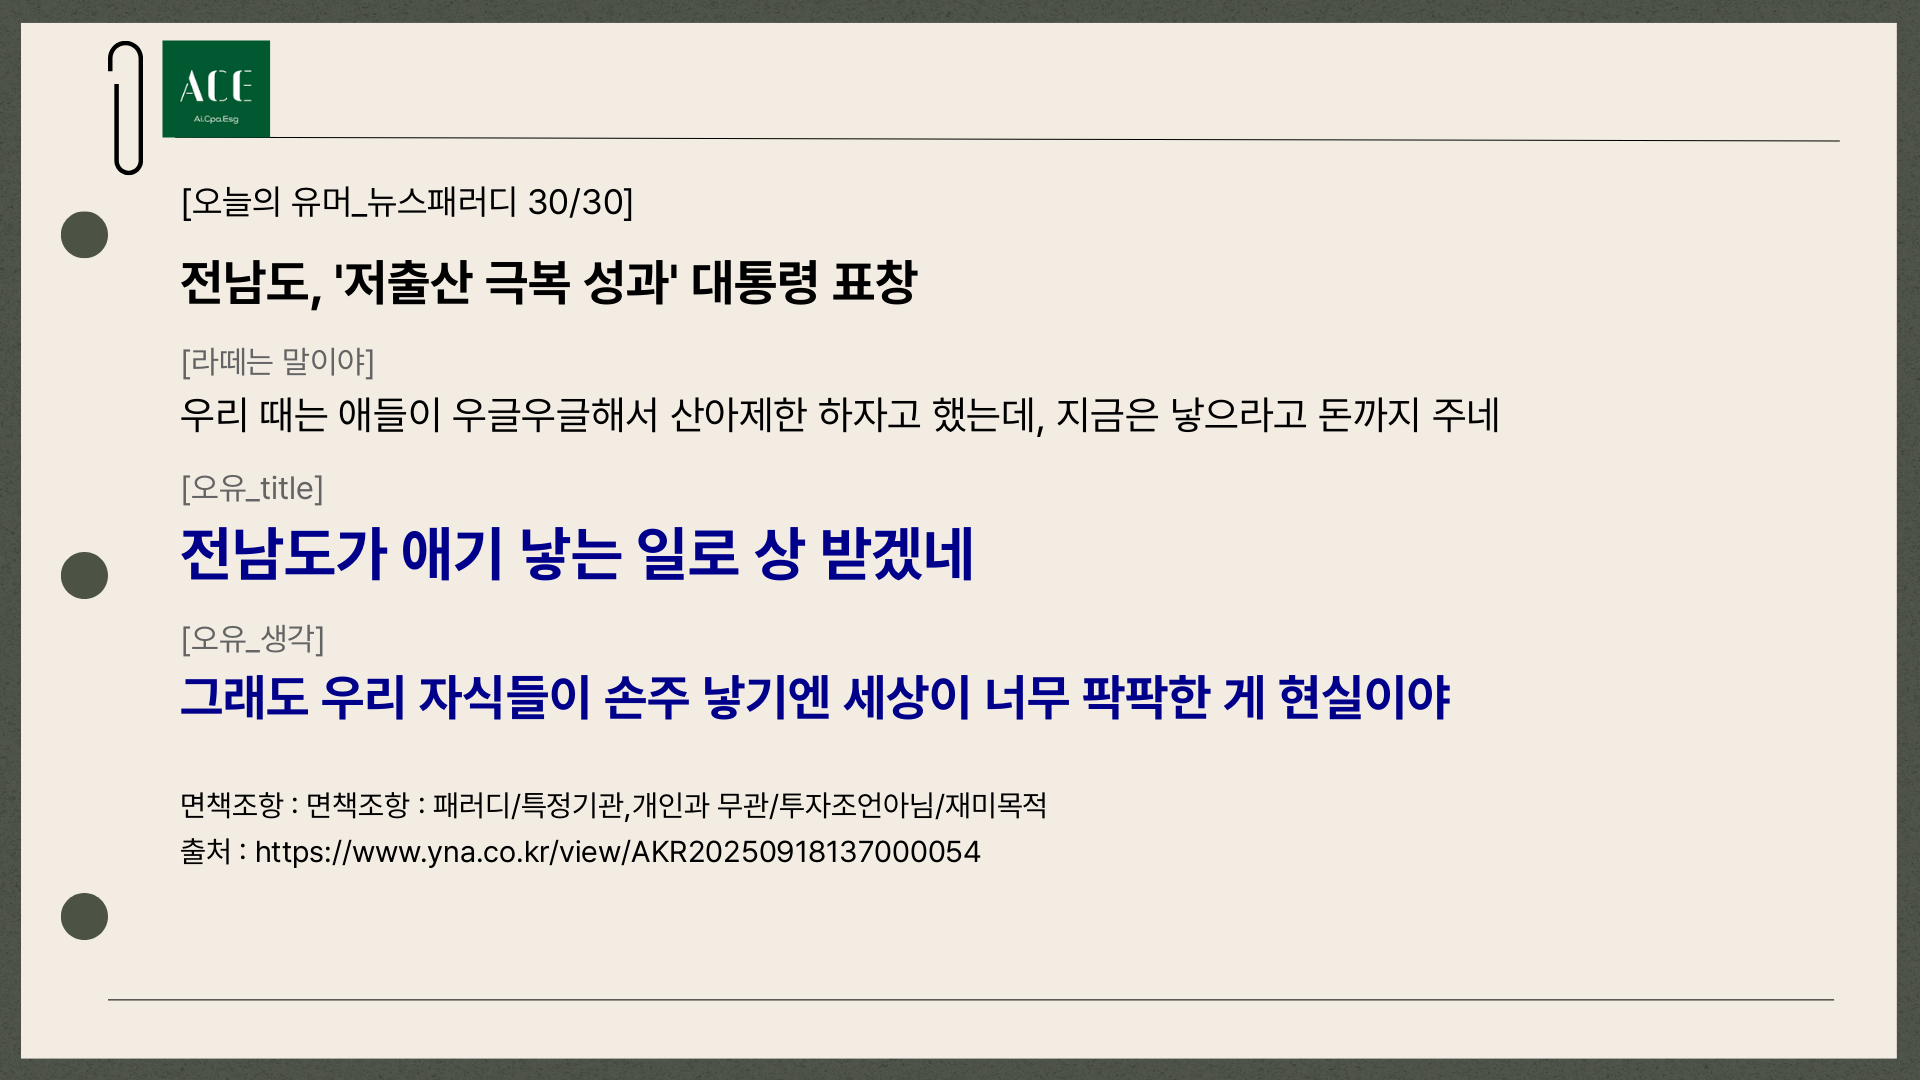 ACE
Ai.Cpa.Esg
[오늘의 유머_뉴스패러디 30/30]
전남도, '저출산 극복 성과' 대통령 표창
[라떼는 말이야]
우리 때는 애들이 우글우글해서 산아제한 하자고 했는데, 지금은 낳으라고 돈까지 주네
[오유_title]
전남도가 애기 낳는 일로 상 받겠네
[오유_생각]
그래도 우리 자식들이 손주 낳기엔 세상이 너무 팍팍한 게 현실이야
면책조항 : 면책조항 : 패러디/특정기관,개인과 무관/투자조언아님/재미목적
출처 : https://www.yna.co.kr/view/AKR20250918137000054